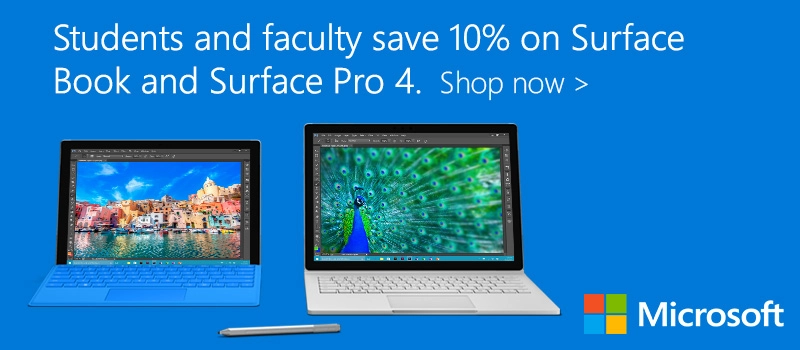 Students and faculty save 10% on Surface
Book and Surface Pro 4. Shop now >
Microsoft